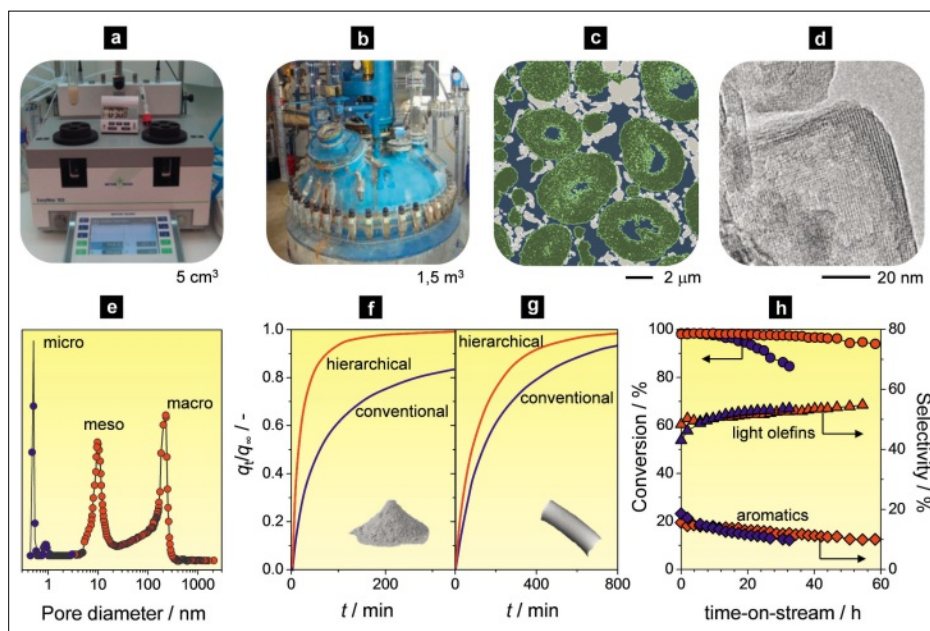 a
b
c
d
5 cm³
1,5 m³
2 μm
20 nm
e
micro
meso
macro
1
10
100
1000
Pore diameter / nm
f
g
1.0
0.8
0.6
0.4
0.2
0.0
qt/q∞ / -
hierarchical
conventional
hierarchical
conventional
0
200
0
400
800
t / min
t / min
h
100
80
60
40
20
0
Conversion / %
80
60
40
20
0
Selectivity / %
light olefins
aromatics
0
20
40
60
time-on-stream / h